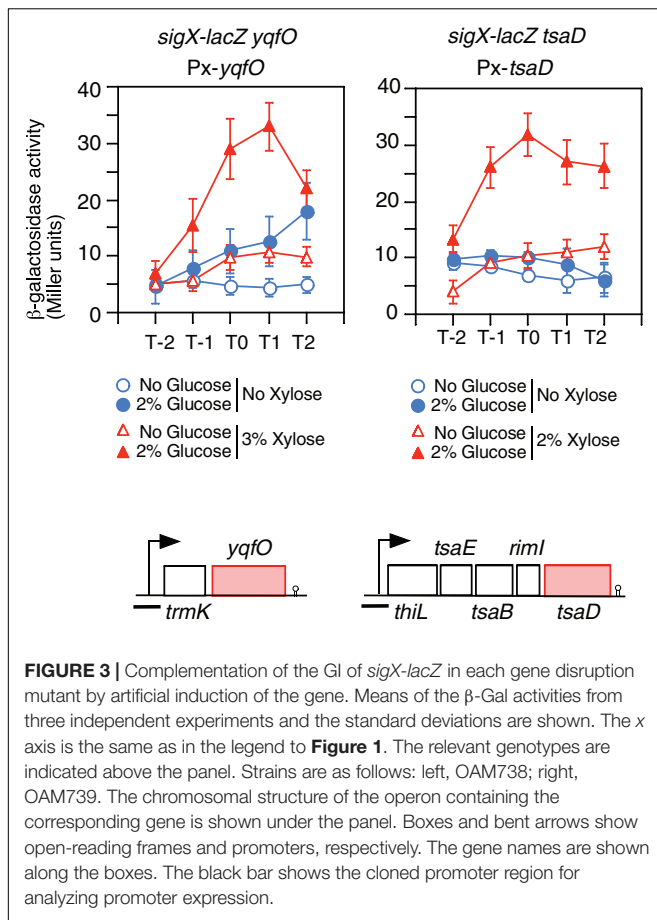 sigX-lacZ yqfO
Px-yqfO
sigX-lacZ tsaD
Px-tsaD
β-galactosidase activity
(Miller units)
40
30
20
10
0
T-2 T-1 T0 T1 T2
40
30
20
10
0
T-2 T-1 T0 T1 T2
No Glucose
2% Glucose
No Xylose
No Glucose
2% Glucose
3% Xylose
No Glucose
2% Glucose
No Xylose
No Glucose
2% Glucose
2% Xylose
yqfO
trmK
tsaE rimI
thiL tsaB tsaD
FIGURE 3 | Complementation of the GI of sigX-lacZ in each gene disruption
mutant by artificial induction of the gene. Means of the β-Gal activities from
three independent experiments and the standard deviations are shown. The x
axis is the same as in the legend to Figure 1. The relevant genotypes are
indicated above the panel. Strains are as follows: left, OAM738; right,
OAM739. The chromosomal structure of the operon containing the
corresponding gene is shown under the panel. Boxes and bent arrows show
open-reading frames and promoters, respectively. The gene names are shown
along the boxes. The black bar shows the cloned promoter region for
analyzing promoter expression.